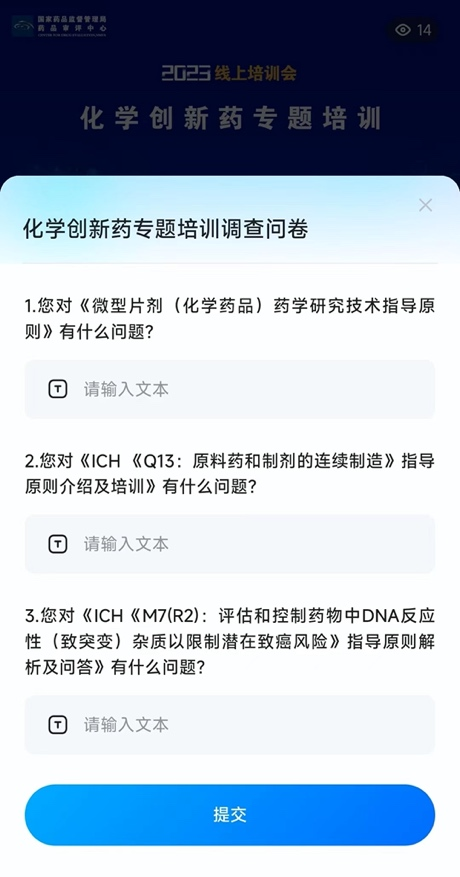 国家药品监督管理局
药品审评中心
14
2023线上培训会
化学创新药专题培训
化学创新药专题培训调查问卷
1.您对《微型片剂（化学药品）药学研究技术指导原
则》有什么问题？
T 请输入文本
2.您对《ICH 《Q13：原料药和制剂的连续制造》指导
原则介绍及培训》有什么问题？
T 请输入文本
3.您对《ICH《M7(R2)：评估和控制药物中DNA反应
性（致突变）杂质以限制潜在致癌风险》指导原则解
析及问答》有什么问题？
T 请输入文本
提交